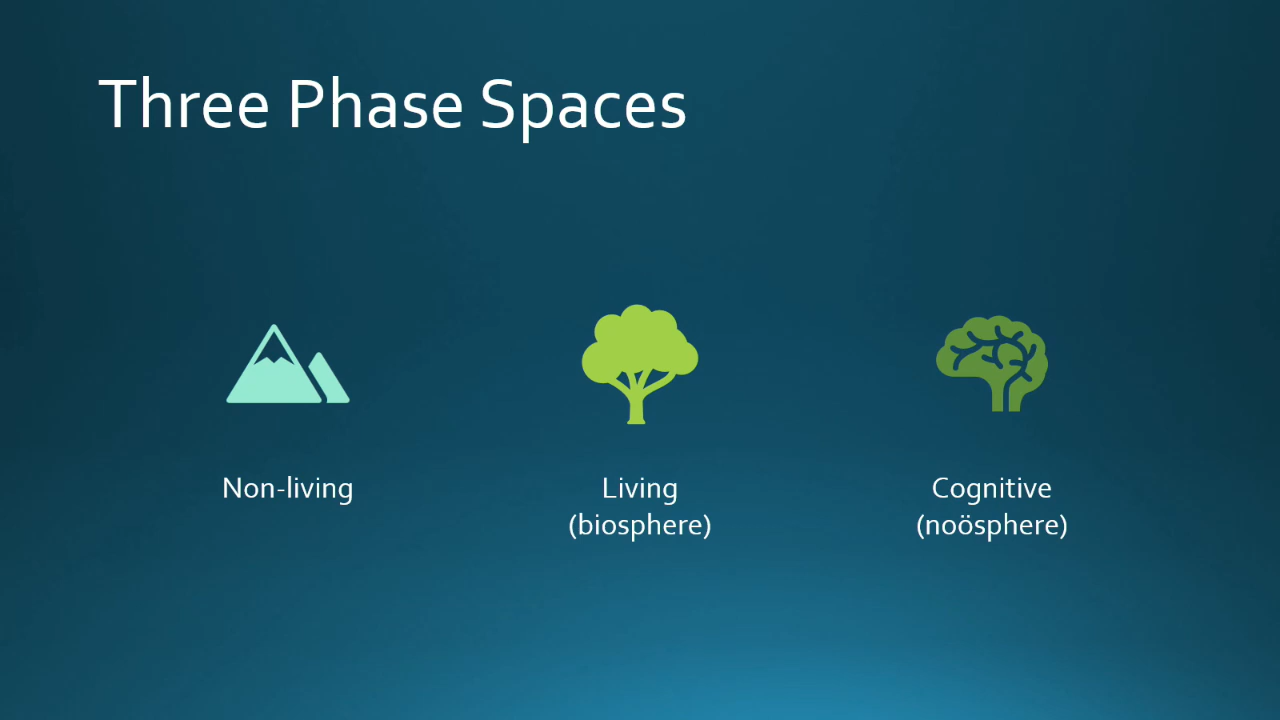 Three Phase Spaces
Non-living
Living
(biosphere)
Cognitive
(noösphere)